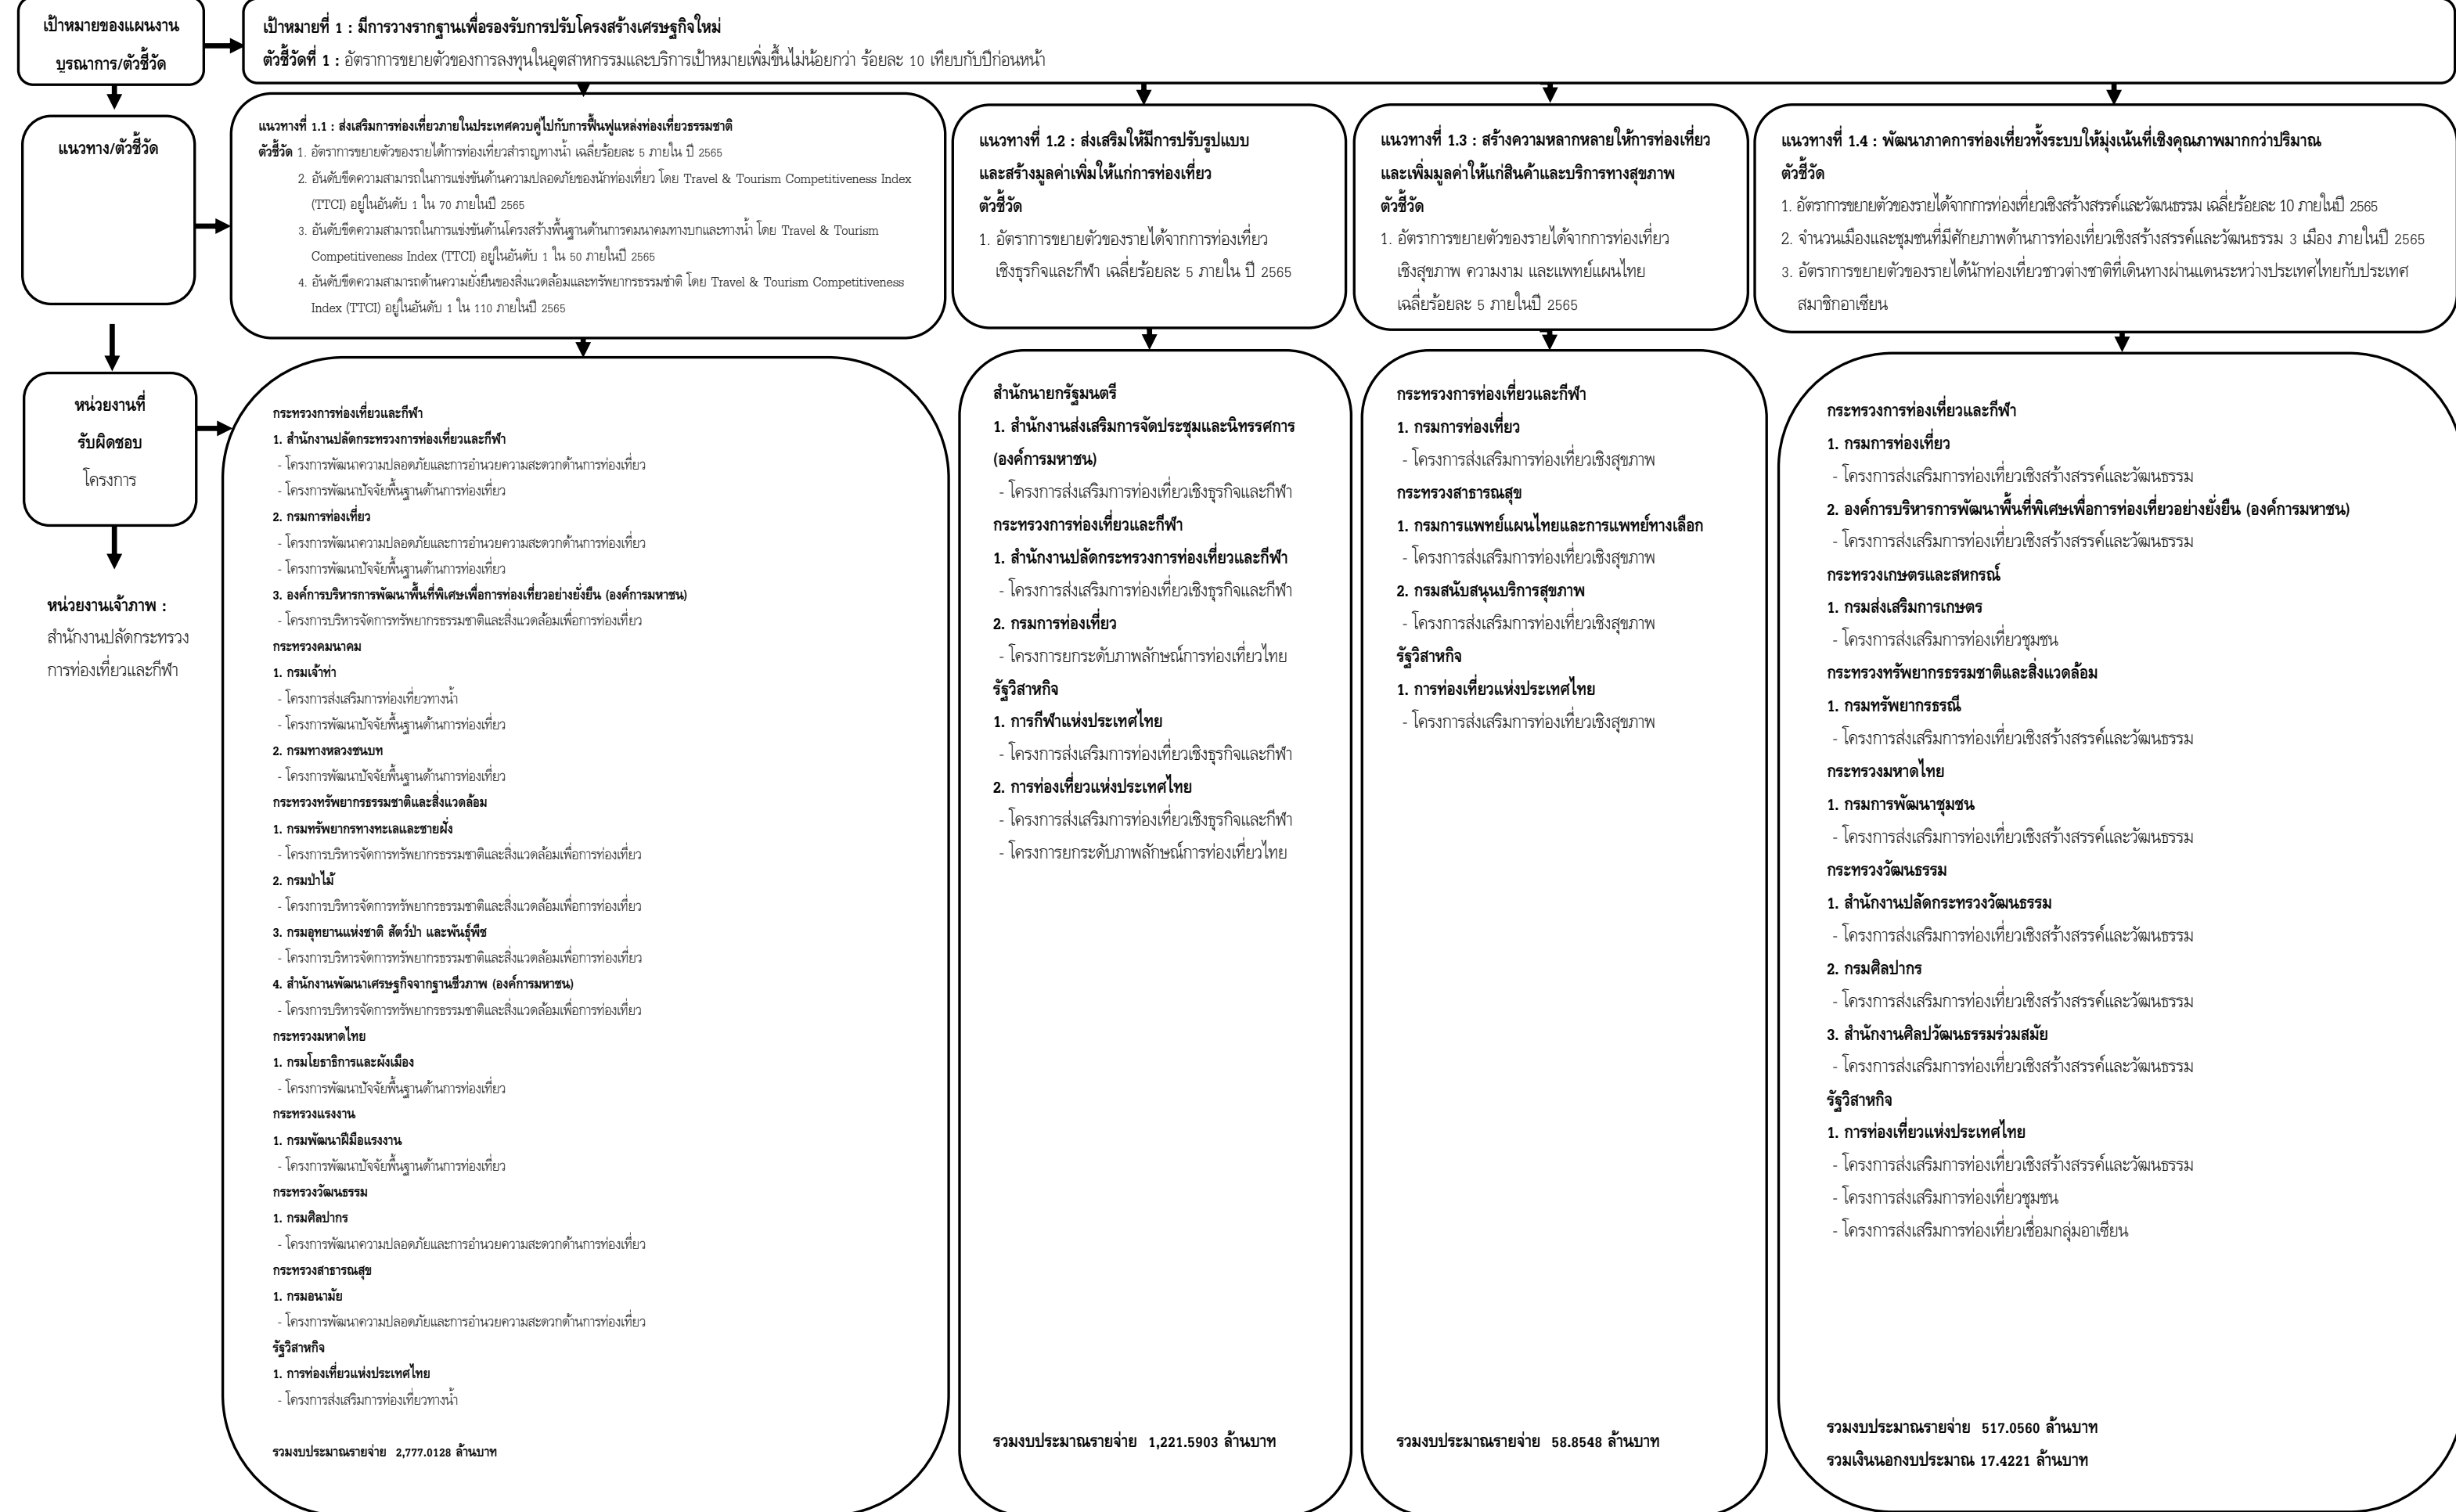 เป้าหมายของแผนงาน
บูรณาการ/ตัวชี้วัด
เป้าหมายที่ 1 : มีการวางรากฐานเพื่อรองรับการปรับโครงสร้างเศรษฐกิจใหม่
ตัวชี้วัดที่ 1 : อัตราการขยายตัวของการลงทุนในอุตสาหกรรมและบริการเป้าหมายเพิ่มขึ้นไม่น้อยกว่า ร้อยละ 10 เทียบกับปีก่อนหน้า
แนวทาง/ตัวชี้วัด
แนวทางที่ 1.1 : ส่งเสริมการท่องเที่ยวภายในประเทศควบคู่ไปกับการฟื้นฟูแหล่งท่องเที่ยวธรรมชาติ
ตัวชี้วัด 1. อัตราการขยายตัวของรายได้การท่องเที่ยวสำราญทางน้ำ เฉลี่ยร้อยละ 5 ภายใน ปี 2565
2. อันดับขีดความสามารถในการแข่งขันด้านความปลอดภัยของนักท่องเที่ยว โดย Travel & Tourism Competitiveness Index
(TTCI) อยู่ในอันดับ 1 ใน 70 ภายในปี 2565
3. อันดับขีดความสามารถในการแข่งขันด้านโครงสร้างพื้นฐานด้านการคมนาคมทางบกและทางน้ำ โดย Travel & Tourism
Competitiveness Index (TTCI) อยู่ในอันดับ 1 ใน 50 ภายในปี 2565
4. อันดับขีดความสามารถด้านความยั่งยืนของสิ่งแวดล้อมและทรัพยากรธรรมชาติ โดย Travel & Tourism Competitiveness
Index (TTCI) อยู่ในอันดับ 1 ใน 110 ภายในปี 2565
แนวทางที่ 1.2 : ส่งเสริมให้มีการปรับรูปแบบ
และสร้างมูลค่าเพิ่มให้แก่การท่องเที่ยว
ตัวชี้วัด
1. อัตราการขยายตัวของรายได้จากการท่องเที่ยว
เชิงธุรกิจและกีฬา เฉลี่ยร้อยละ 5 ภายใน ปี 2565
แนวทางที่ 1.3 : สร้างความหลากหลายให้การท่องเที่ยว
และเพิ่มมูลค่าให้แก่สินค้าและบริการทางสุขภาพ
ตัวชี้วัด
1. อัตราการขยายตัวของรายได้จากการท่องเที่ยว
เชิงสุขภาพ ความงาม และแพทย์แผนไทย
เฉลี่ยร้อยละ 5 ภายในปี 2565
แนวทางที่ 1.4 : พัฒนาภาคการท่องเที่ยวทั้งระบบให้มุ่งเน้นที่เชิงคุณภาพมากกว่าปริมาณ
ตัวชี้วัด
1. อัตราการขยายตัวของรายได้จากการท่องเที่ยวเชิงสร้างสรรค์และวัฒนธรรม เฉลี่ยร้อยละ 10 ภายในปี 2565
2. จำนวนเมืองและชุมชนที่มีศักยภาพด้านการท่องเที่ยวเชิงสร้างสรรค์และวัฒนธรรม 3 เมือง ภายในปี 2565
3. อัตราการขยายตัวของรายได้นักท่องเที่ยวชาวต่างชาติที่เดินทางผ่านแดนระหว่างประเทศไทยกับประเทศ
สมาชิกอาเซียน
หน่วยงานที่
รับผิดชอบ
โครงการ
หน่วยงานเจ้าภาพ :
สำนักงานปลัดกระทรวง
การท่องเที่ยวและกีฬา
กระทรวงการท่องเที่ยวและกีฬา
1. สำนักงานปลัดกระทรวงการท่องเที่ยวและกีฬา
- โครงการพัฒนาความปลอดภัยและการอำนวยความสะดวกด้านการท่องเที่ยว
- โครงการพัฒนาปัจจัยพื้นฐานด้านการท่องเที่ยว
2. กรมการท่องเที่ยว
- โครงการพัฒนาความปลอดภัยและการอำนวยความสะดวกด้านการท่องเที่ยว
- โครงการพัฒนาปัจจัยพื้นฐานด้านการท่องเที่ยว
3. องค์การบริหารการพัฒนาพื้นที่พิเศษเพื่อการท่องเที่ยวอย่างยั่งยืน (องค์การมหาชน)
- โครงการบริหารจัดการทรัพยากรธรรมชาติและสิ่งแวดล้อมเพื่อการท่องเที่ยว
กระทรวงคมนาคม
1. กรมเจ้าท่า
- โครงการส่งเสริมการท่องเที่ยวทางน้ำ
- โครงการพัฒนาปัจจัยพื้นฐานด้านการท่องเที่ยว
2. กรมทางหลวงชนบท
- โครงการพัฒนาปัจจัยพื้นฐานด้านการท่องเที่ยว
กระทรวงทรัพยากรธรรมชาติและสิ่งแวดล้อม
1. กรมทรัพยากรทางทะเลและชายฝั่ง
- โครงการบริหารจัดการทรัพยากรธรรมชาติและสิ่งแวดล้อมเพื่อการท่องเที่ยว
2. กรมป่าไม้
- โครงการบริหารจัดการทรัพยากรธรรมชาติและสิ่งแวดล้อมเพื่อการท่องเที่ยว
3. กรมอุทยานแห่งชาติ สัตว์ป่า และพันธุ์พืช
- โครงการบริหารจัดการทรัพยากรธรรมชาติและสิ่งแวดล้อมเพื่อการท่องเที่ยว
4. สำนักงานพัฒนาเศรษฐกิจจากฐานชีวภาพ (องค์การมหาชน)
- โครงการบริหารจัดการทรัพยากรธรรมชาติและสิ่งแวดล้อมเพื่อการท่องเที่ยว
กระทรวงมหาดไทย
1. กรมโยธาธิการและผังเมือง
- โครงการพัฒนาปัจจัยพื้นฐานด้านการท่องเที่ยว
กระทรวงแรงงาน
1. กรมพัฒนาฝีมือแรงงาน
- โครงการพัฒนาปัจจัยพื้นฐานด้านการท่องเที่ยว
กระทรวงวัฒนธรรม
1. กรมศิลปากร
- โครงการพัฒนาความปลอดภัยและการอำนวยความสะดวกด้านการท่องเที่ยว
กระทรวงสาธารณสุข
1. กรมอนามัย
- โครงการพัฒนาความปลอดภัยและการอำนวยความสะดวกด้านการท่องเที่ยว
รัฐวิสาหกิจ
1. การท่องเที่ยวแห่งประเทศไทย
- โครงการส่งเสริมการท่องเที่ยวทางน้ำ
รวมงบประมาณรายจ่าย 2,777.0128 ล้านบาท
สำนักนายกรัฐมนตรี
1. สำนักงานส่งเสริมการจัดประชุมและนิทรรศการ
(องค์การมหาชน)
- โครงการส่งเสริมการท่องเที่ยวเชิงธุรกิจและกีฬา
กระทรวงการท่องเที่ยวและกีฬา
1. สำนักงานปลัดกระทรวงการท่องเที่ยวและกีฬา
- โครงการส่งเสริมการท่องเที่ยวเชิงธุรกิจและกีฬา
2. กรมการท่องเที่ยว
- โครงการยกระดับภาพลักษณ์การท่องเที่ยวไทย
รัฐวิสาหกิจ
1. การกีฬาแห่งประเทศไทย
- โครงการส่งเสริมการท่องเที่ยวเชิงธุรกิจและกีฬา
2. การท่องเที่ยวแห่งประเทศไทย
- โครงการส่งเสริมการท่องเที่ยวเชิงธุรกิจและกีฬา
- โครงการยกระดับภาพลักษณ์การท่องเที่ยวไทย
รวมงบประมาณรายจ่าย 1,221.5903 ล้านบาท
กระทรวงการท่องเที่ยวและกีฬา
1. กรมการท่องเที่ยว
- โครงการส่งเสริมการท่องเที่ยวเชิงสุขภาพ
กระทรวงสาธารณสุข
1. กรมการแพทย์แผนไทยและการแพทย์ทางเลือก
- โครงการส่งเสริมการท่องเที่ยวเชิงสุขภาพ
2. กรมสนับสนุนบริการสุขภาพ
- โครงการส่งเสริมการท่องเที่ยวเชิงสุขภาพ
รัฐวิสาหกิจ
1. การท่องเที่ยวแห่งประเทศไทย
- โครงการส่งเสริมการท่องเที่ยวเชิงสุขภาพ
รวมงบประมาณรายจ่าย 58.8548 ล้านบาท
กระทรวงการท่องเที่ยวและกีฬา
1. กรมการท่องเที่ยว
- โครงการส่งเสริมการท่องเที่ยวเชิงสร้างสรรค์และวัฒนธรรม
2. องค์การบริหารการพัฒนาพื้นที่พิเศษเพื่อการท่องเที่ยวอย่างยั่งยืน (องค์การมหาชน)
- โครงการส่งเสริมการท่องเที่ยวเชิงสร้างสรรค์และวัฒนธรรม
กระทรวงเกษตรและสหกรณ์
1. กรมส่งเสริมการเกษตร
- โครงการส่งเสริมการท่องเที่ยวชุมชน
กระทรวงทรัพยากรธรรมชาติและสิ่งแวดล้อม
1. กรมทรัพยากรธรณี
- โครงการส่งเสริมการท่องเที่ยวเชิงสร้างสรรค์และวัฒนธรรม
กระทรวงมหาดไทย
1. กรมการพัฒนาชุมชน
- โครงการส่งเสริมการท่องเที่ยวเชิงสร้างสรรค์และวัฒนธรรม
กระทรวงวัฒนธรรม
1. สำนักงานปลัดกระทรวงวัฒนธรรม
- โครงการส่งเสริมการท่องเที่ยวเชิงสร้างสรรค์และวัฒนธรรม
2. กรมศิลปากร
- โครงการส่งเสริมการท่องเที่ยวเชิงสร้างสรรค์และวัฒนธรรม
3. สำนักงานศิลปวัฒนธรรมร่วมสมัย
- โครงการส่งเสริมการท่องเที่ยวเชิงสร้างสรรค์และวัฒนธรรม
รัฐวิสาหกิจ
1. การท่องเที่ยวแห่งประเทศไทย
- โครงการส่งเสริมการท่องเที่ยวเชิงสร้างสรรค์และวัฒนธรรม
- โครงการส่งเสริมการท่องเที่ยวชุมชน
- โครงการส่งเสริมการท่องเที่ยวเชื่อมกลุ่มอาเซียน
รวมงบประมาณรายจ่าย 517.0560 ล้านบาท
รวมเงินนอกงบประมาณ 17.4221 ล้านบาท